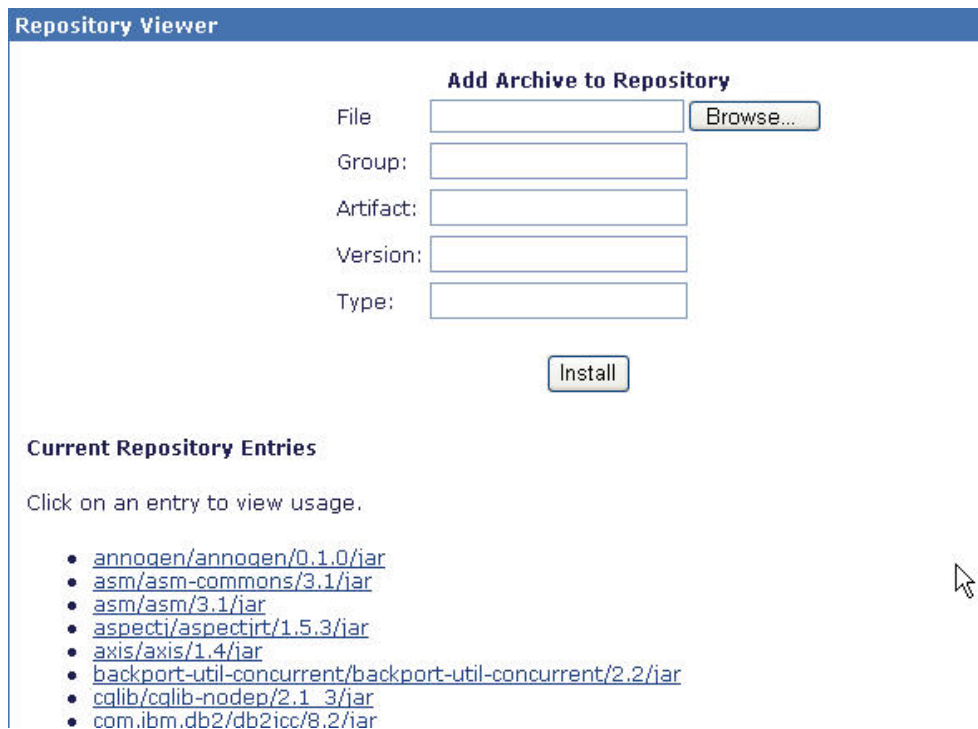 Repository Viewer
Add Archive to Repository
File Browse...
Group:
Artifact:
Version:
Type:
Install
Current Repository Entries
Click on an entry to view usage.
annogen/annogen/0.1.0/jar
asm/asm-commons/3.1/jar
asm/asm/3.1/jar
aspectj/aspectjrt/1.5.3/jar
axis/axis/1.4/jar
backport-util-concurrent/backport-util-concurrent/2.2/jar
cglib/cglib-nodep/2.1_3/jar
com.ibm.db2/db2jcc/8.2/jar